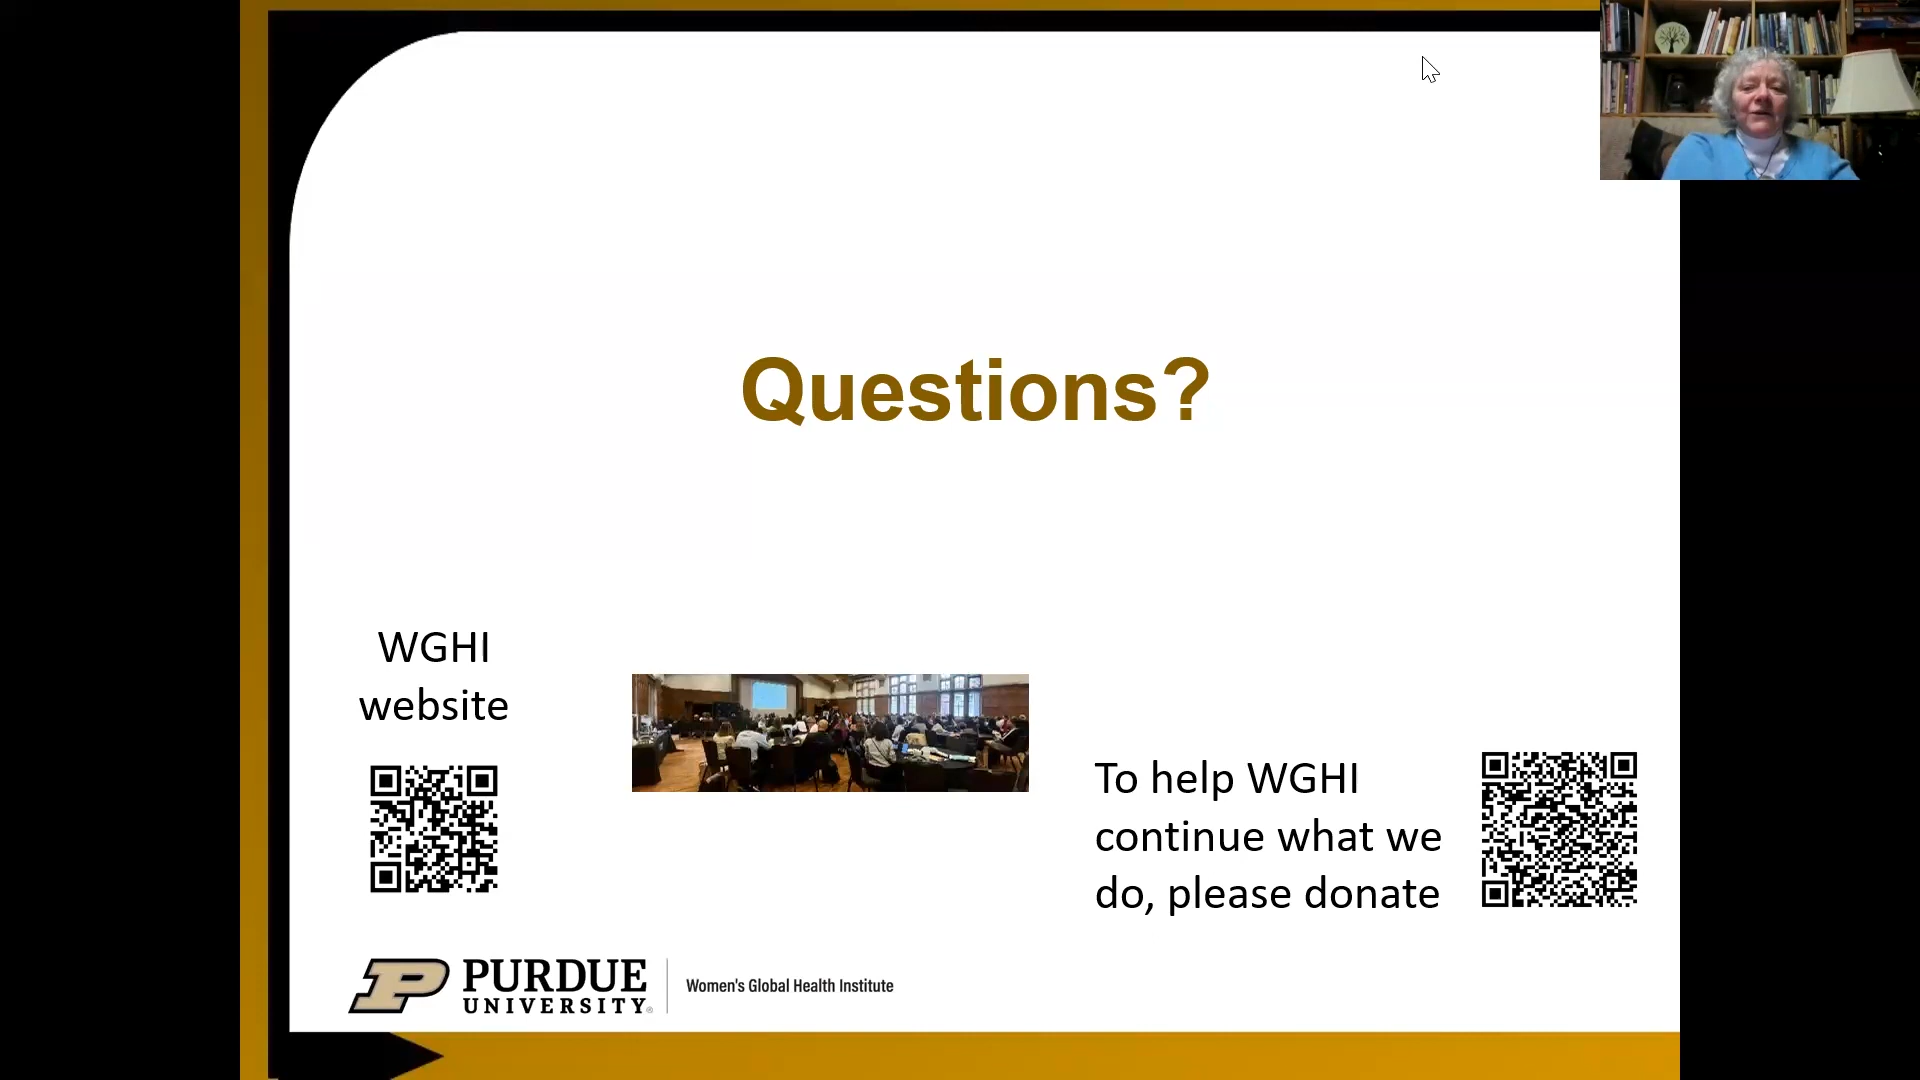 Questions?
WGHI
website
To help WGHI
continue what we
do, please donate
PURDUE
UNIVERSITY®
Women's Global Health Institute